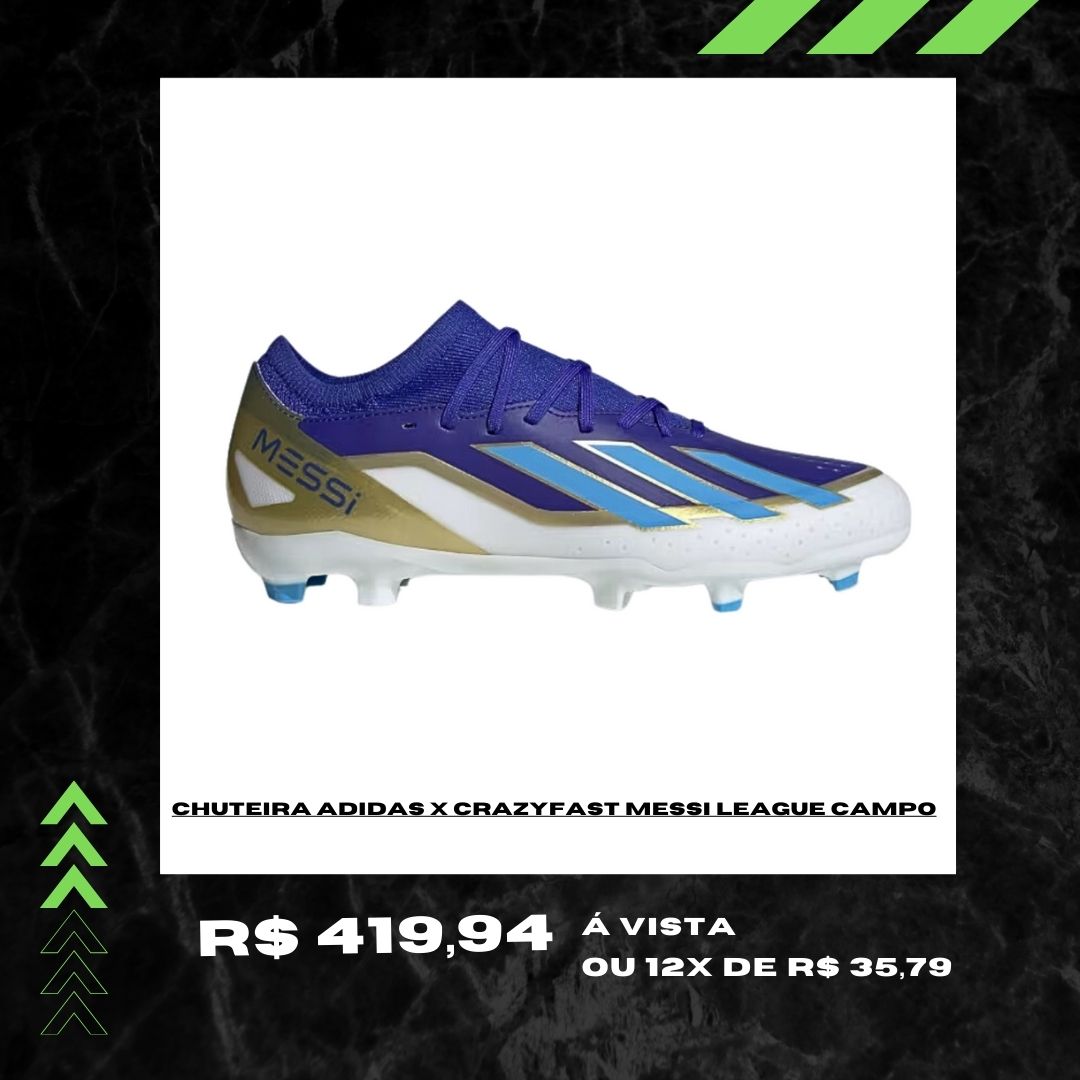 MESSi
CHUTEIRA ADIDAS X CRAZYFAST MESSI LEAGUE CAMPO
R$ 419,94
Á VISTA
OU 12X DE R$ 35,79